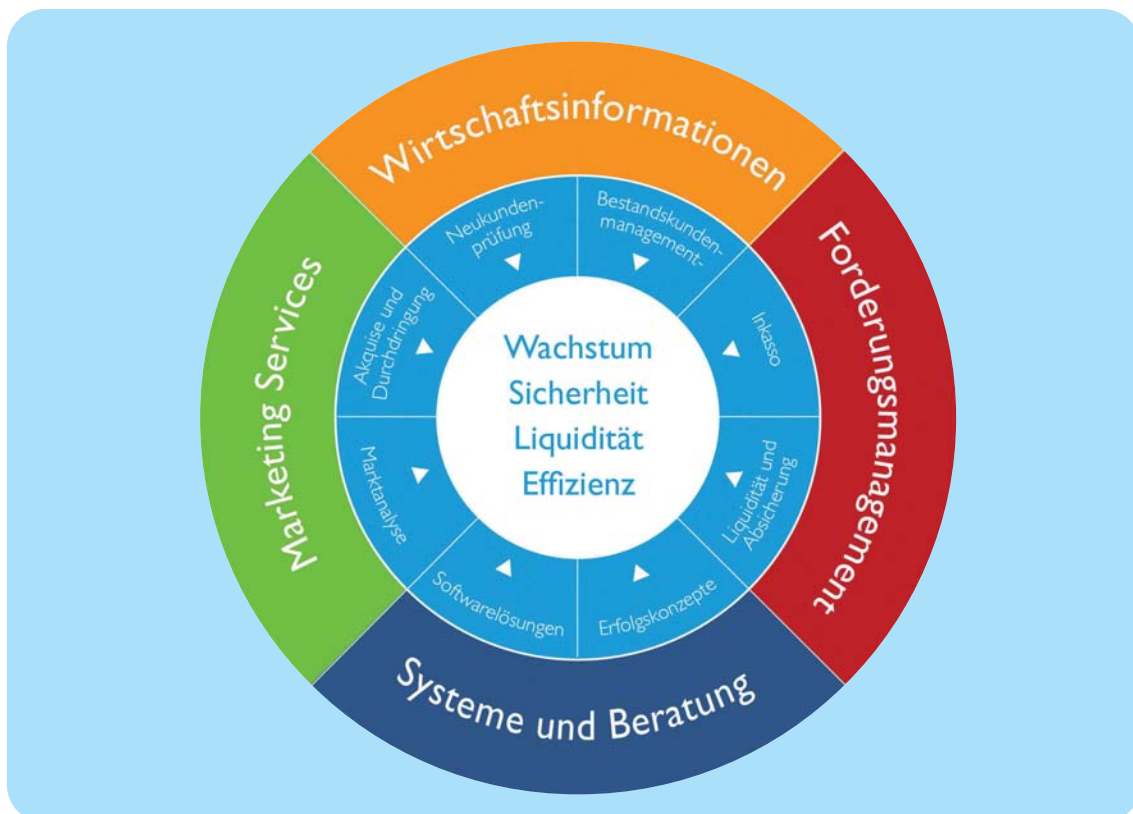 Wirtschaftsinformationen
Forderungsmanagement
Systeme und Beratung
Marketing Services
Neukunden-
prüfung
Bestandskunden-
management-
Inkasso
Liquidität und
Absicherung
Erfolgskonzepte
Softwarelösungen
Marktanalyse
Akquise und
Durchdringung
Wachstum
Sicherheit
Liquidität
Effizienz